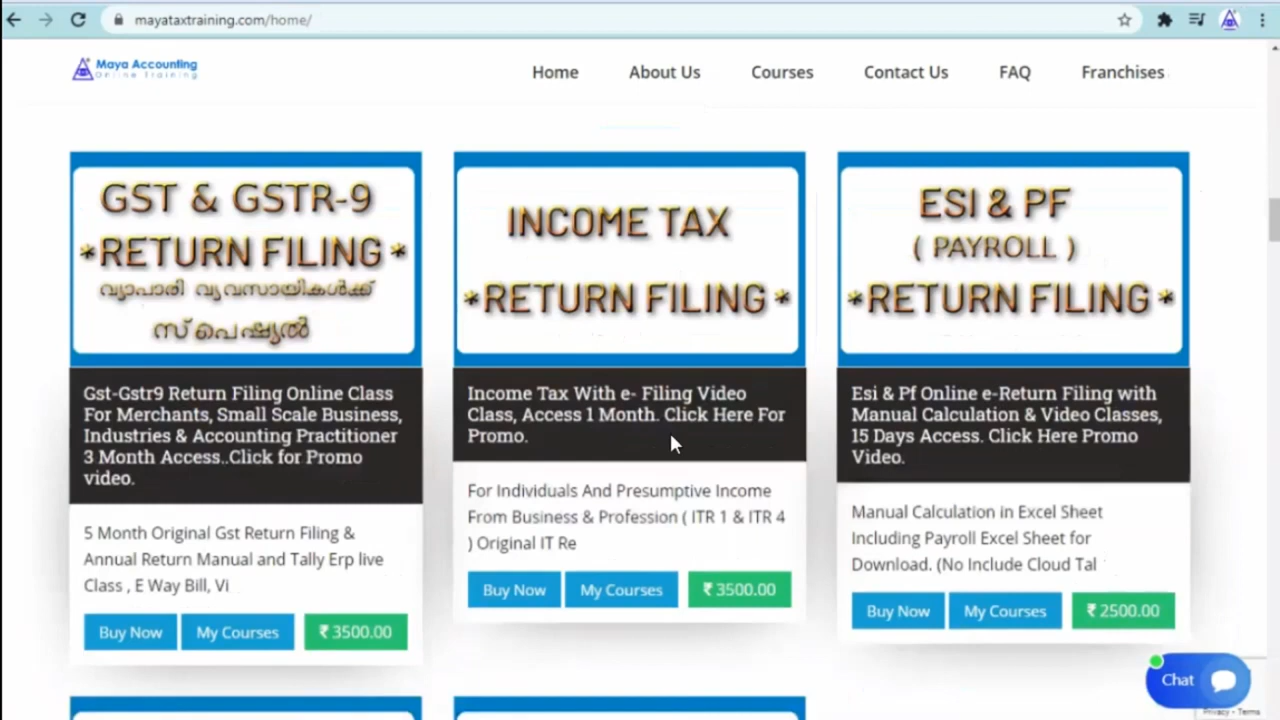 mayataxtraining.com/home/
Maya Accounting
Online Training
Home About Us Courses Contact Us FAQ Franchises
GST & GSTR-9
*RETURN FILING*
വ്യാപാരി വ്യവസായികൾക്ക്
സ്പെഷ്യൽ
Gst-Gstr9 Return Filing Online Class
For Merchants, Small Scale Business,
Industries & Accounting Practitioner
3 Month Access..Click for Promo
video.
5 Month Original Gst Return Filing &
Annual Return Manual and Tally Erp live
Class , E Way Bill, Vi
Buy Now My Courses ₹ 3500.00
INCOME TAX
*RETURN FILING*
Income Tax With e- Filing Video
Class, Access 1 Month. Click Here For
Promo.
For Individuals And Presumptive Income
From Business & Profession ( ITR 1 & ITR 4
) Original IT Re
Buy Now My Courses ₹ 3500.00
ESI & PF
( PAYROLL )
*RETURN FILING*
Esi & Pf Online e-Return Filing with
Manual Calculation & Video Classes,
15 Days Access. Click Here Promo
Video.
Manual Calculation in Excel Sheet
Including Payroll Excel Sheet for
Download. (No Include Cloud Tal
Buy Now My Courses ₹ 2500.00
Chat
Privacy - Terms